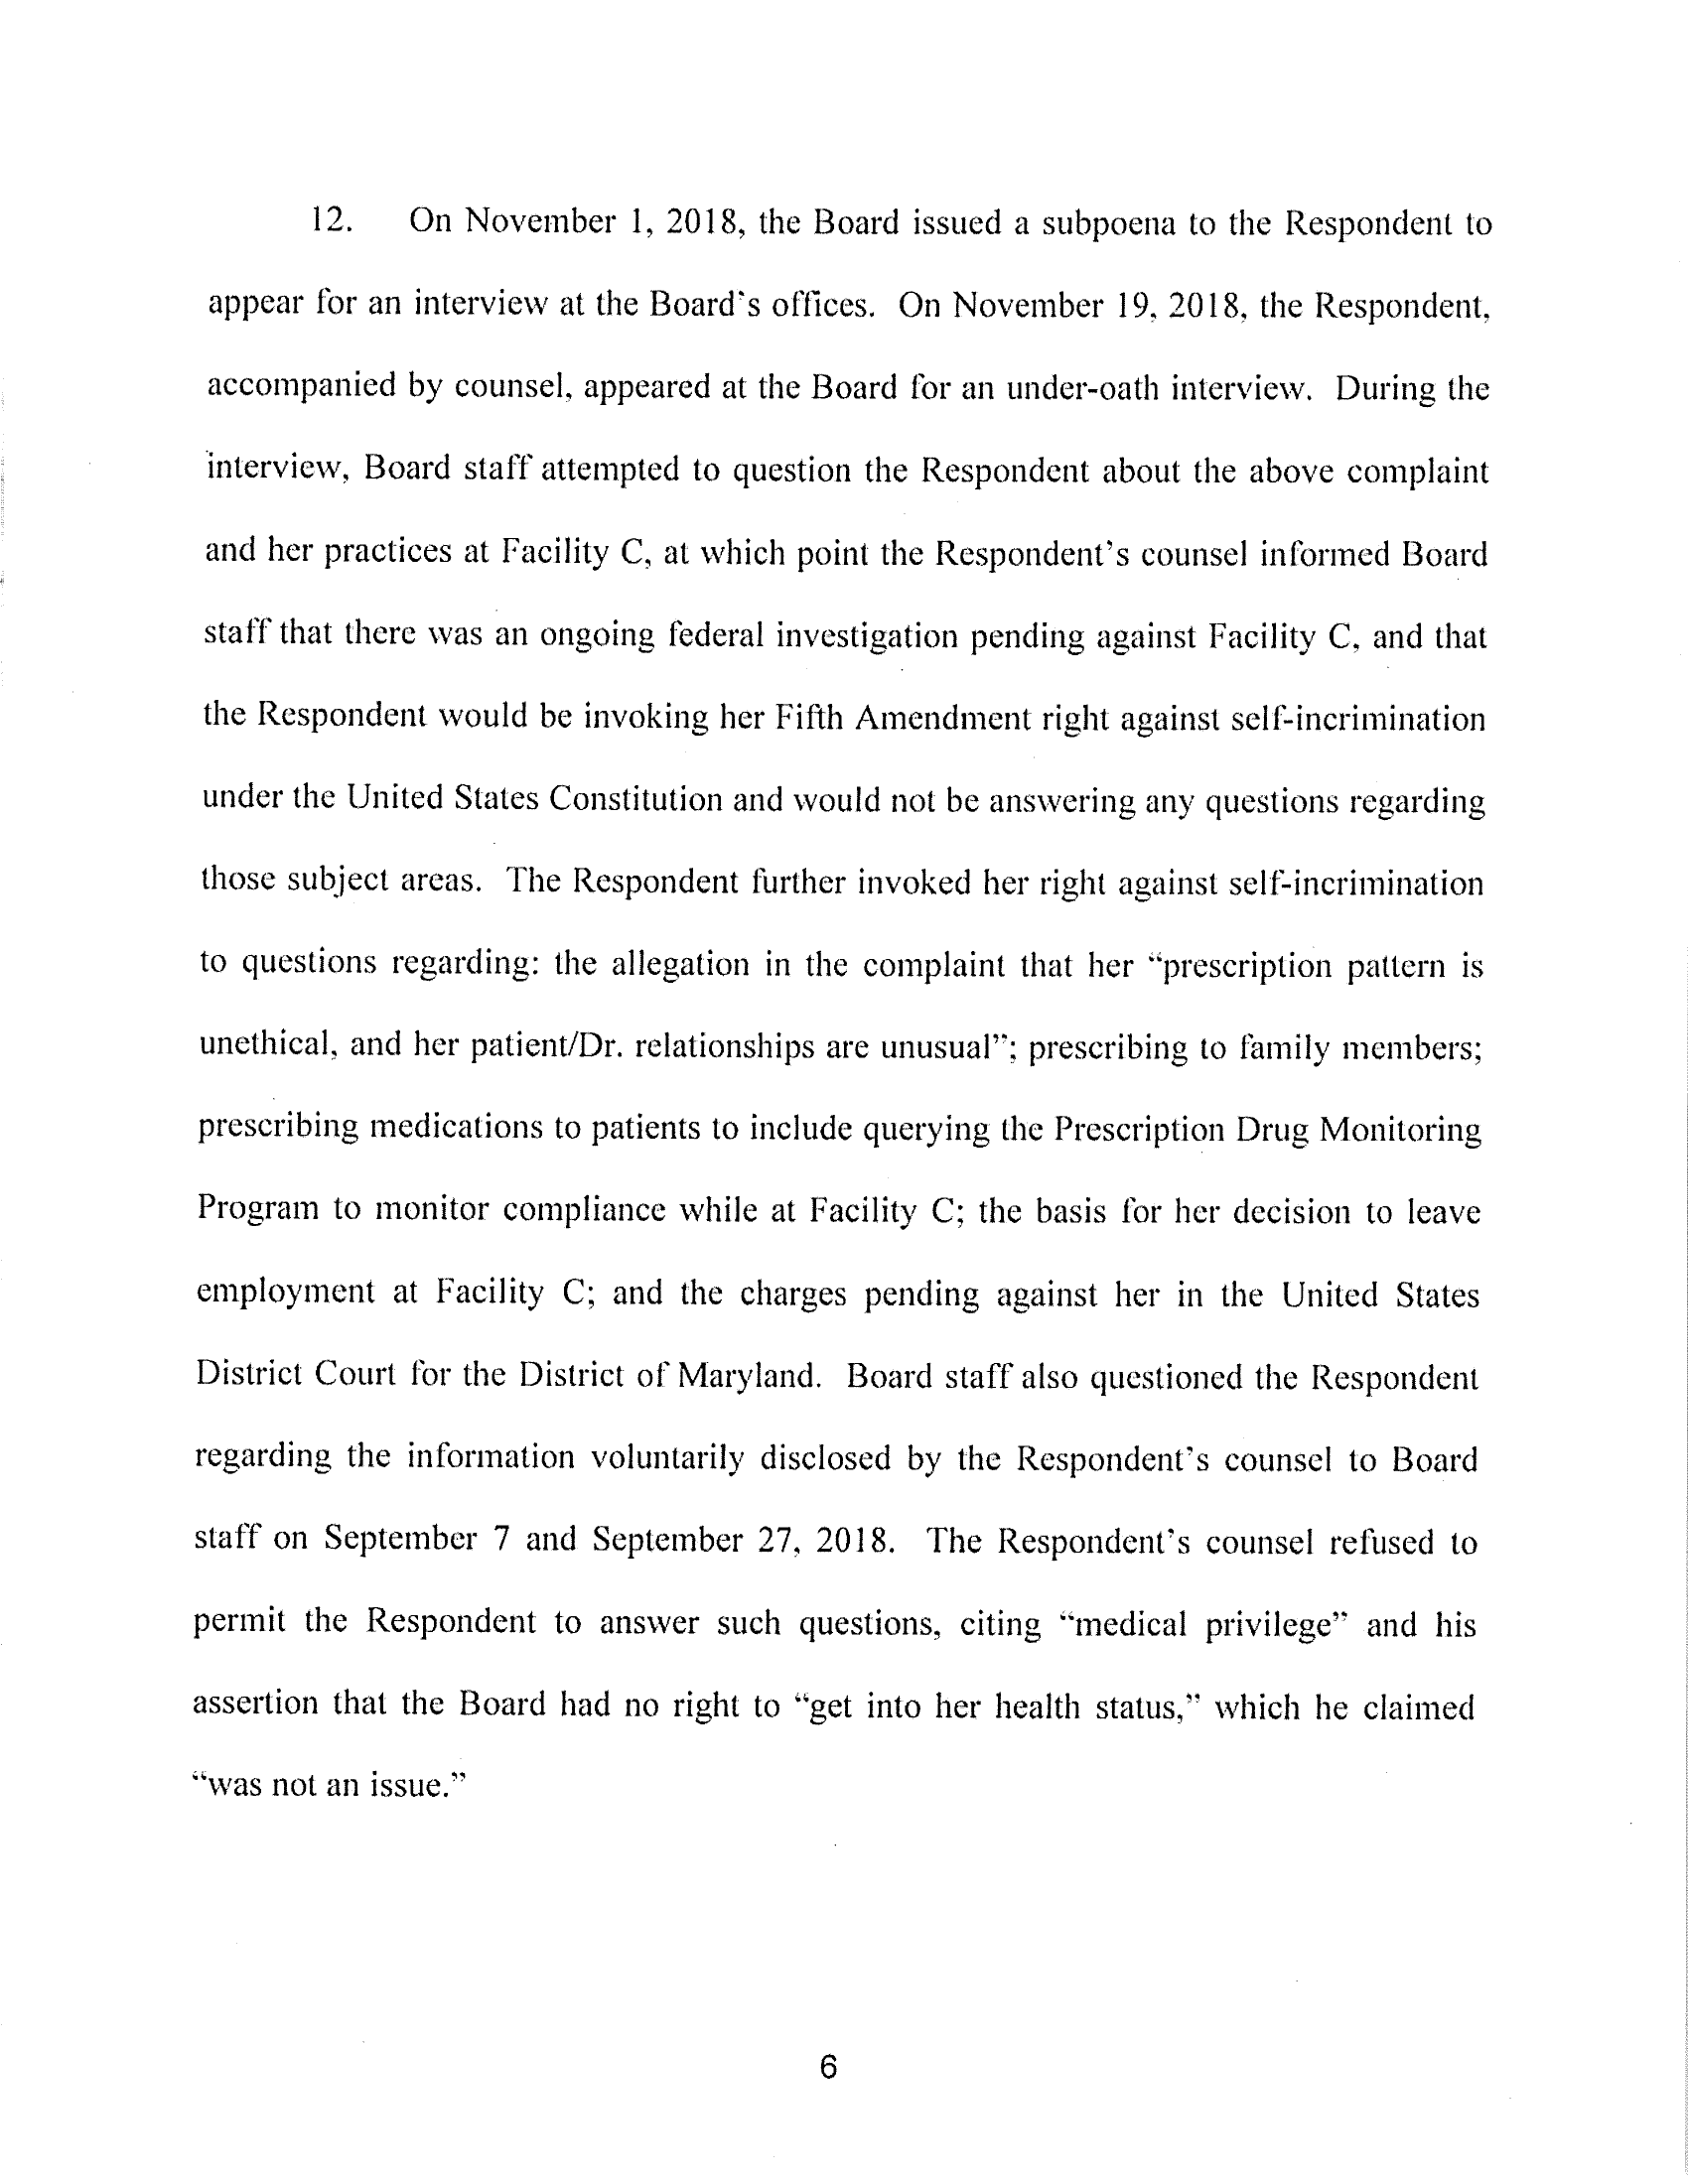 12. On November 1, 2018, the Board issued a subpoena to the Respondent to
appear for an interview at the Board's offices. On November 19, 2018, the Respondent,
accompanied by counsel, appeared at the Board for an under-oath interview. During the
interview, Board staff attempted to question the Respondent about the above complaint
and her practices at Facility C, at which point the Respondent's counsel informed Board
staff that there was an ongoing federal investigation pending against Facility C, and that
the Respondent would be invoking her Fifth Amendment right against self-incrimination
under the United States Constitution and would not be answering any questions regarding
those subject areas. The Respondent further invoked her right against self-incrimination
to questions regarding: the allegation in the complaint that her “prescription pattern is
unethical, and her patient/Dr. relationships are unusual”; prescribing to family members;
prescribing medications to patients to include querying the Prescription Drug Monitoring
Program to monitor compliance while at Facility C; the basis for her decision to leave
employment at Facility C; and the charges pending against her in the United States
District Court for the District of Maryland. Board staff also questioned the Respondent
regarding the information voluntarily disclosed by the Respondent's counsel to Board
staff on September 7 and September 27, 2018. The Respondent's counsel refused to
permit the Respondent to answer such questions, citing “medical privilege” and his
assertion that the Board had no right to “get into her health status,” which he claimed
“was not an issue.”
6